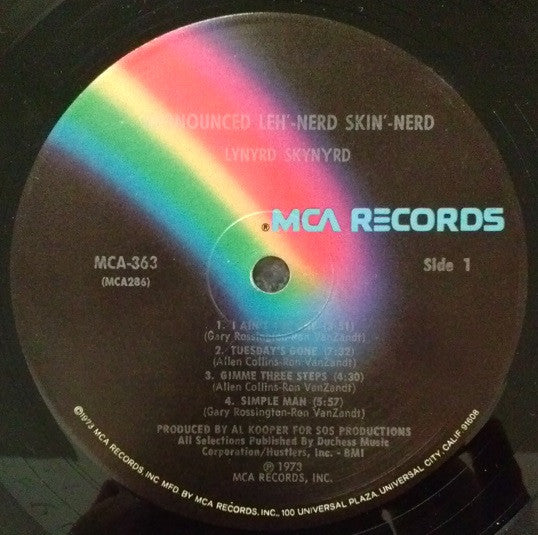 LEH'-NERD SKIN'-NERD
LYNYRD SKYNYRD
® MCA RECORDS
MCA-363
(MCA286)
Side 1
1. I AIN'T
(Gary Rossington-Ron VanZandt)
2. TUESDAY'S GONE (7:32)
(Allen Collins-Ron VanZandt)
3. GIMME THREE STEPS (4:30)
(Allen Collins-Ron VanZandt)
4. SIMPLE MAN (5:57)
(Gary Rossington-Ron VanZandt)
PRODUCED BY AL KOOPER FOR SOS PRODUCTIONS
All Selections Published By Duchess Music
Corporation/Hustlers, Inc. - BMI
℗ 1973
MCA RECORDS, INC.
©1973 MCA RECORDS, INC. MFD. BY MCA RECORDS, INC., 100 UNIVERSAL PLAZA, UNIVERSAL CITY, CALIF. 91608